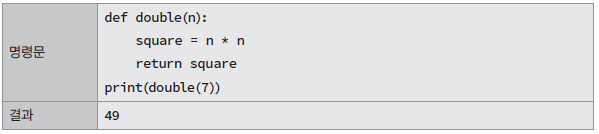 명령문
def double(n):
    square = n * n
    return square
print(double(7))
결과
49